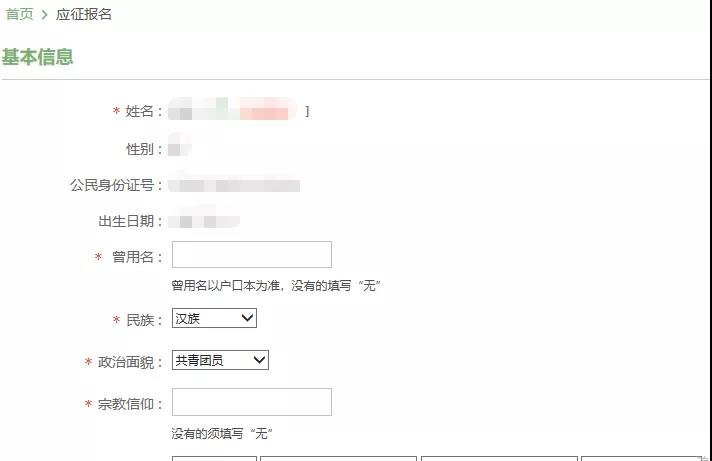 首页 > 应征报名
基本信息
* 姓名： ]
性别：
公民身份证号：
出生日期：
* 曾用名：
曾用名以户口本为准，没有的填写“无”
* 民族： 汉族
* 政治面貌： 共青团员
* 宗教信仰：
没有的须填写“无”